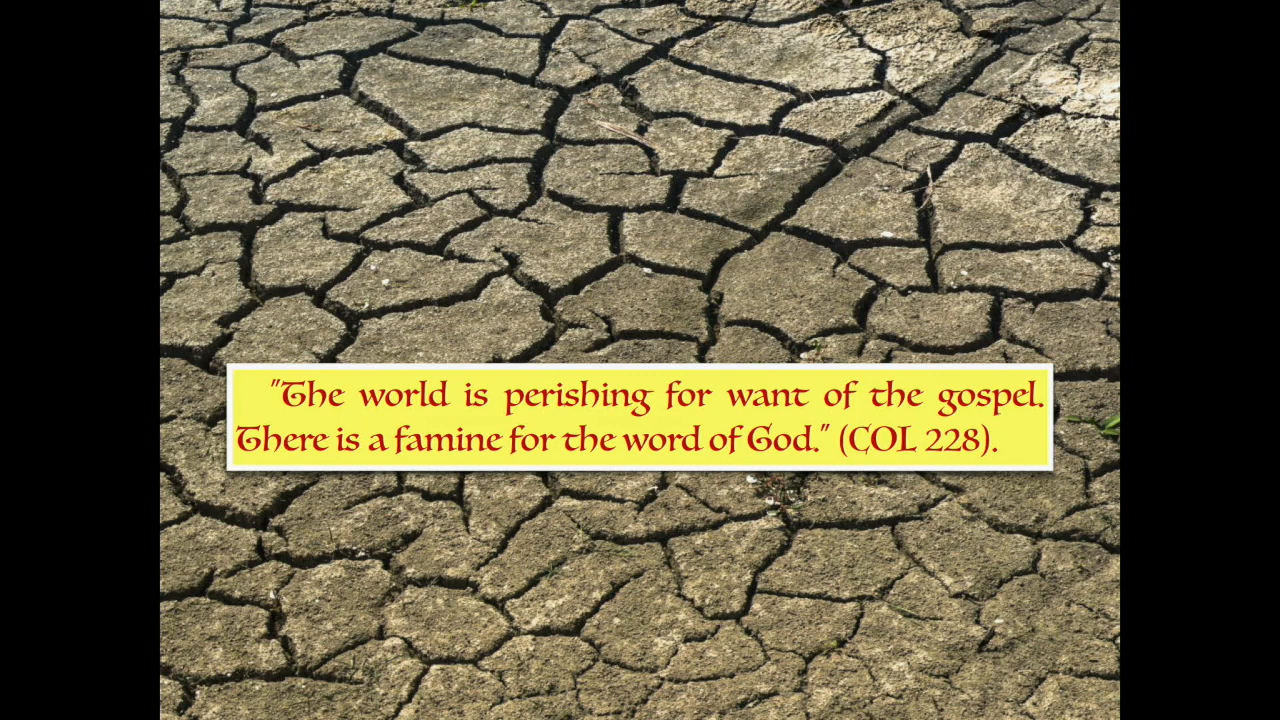 "The world is perishing for want of the gospel.
There is a famine for the word of God." (COL 228).